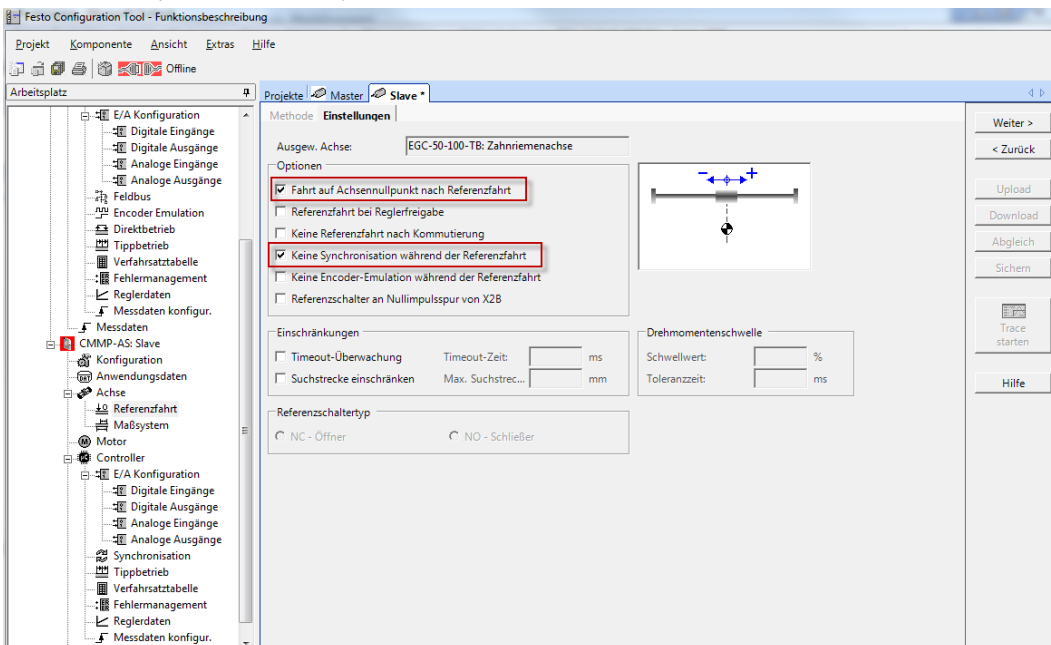 Festo Configuration Tool - Funktionsbeschreibung
Projekt Komponente Ansicht Extras Hilfe
Offline
Arbeitsplatz
E/A Konfiguration
Digitale Eingänge
Digitale Ausgänge
Analoge Eingänge
Analoge Ausgänge
Feldbus
Encoder Emulation
Direktbetrieb
Tippbetrieb
Verfahrsatztabelle
Fehlermanagement
Reglerdaten
Messdaten konfigur.
Messdaten
CMMP-AS: Slave
Konfiguration
Anwendungsdaten
Achse
Referenzfahrt
Maßsystem
Motor
Controller
E/A Konfiguration
Digitale Eingänge
Digitale Ausgänge
Analoge Eingänge
Analoge Ausgänge
Synchronisation
Tippbetrieb
Verfahrsatztabelle
Fehlermanagement
Reglerdaten
Messdaten konfigur.
Projekte Master Slave *
Methode Einstellungen
Ausgew. Achse: EGC-50-100-TB: Zahnriemenachse
Optionen
Fahrt auf Achsennullpunkt nach Referenzfahrt
Referenzfahrt bei Reglerfreigabe
Keine Referenzfahrt nach Kommutierung
Keine Synchronisation während der Referenzfahrt
Keine Encoder-Emulation während der Referenzfahrt
Referenzschalter an Nullimpulsspur von X2B
- +
Einschränkungen
Timeout-Überwachung Timeout-Zeit: ms
Suchstrecke einschränken Max. Suchstrec... mm
Drehmomentenschwelle
Schwellwert: %
Toleranzzeit: ms
Referenzschaltertyp
NC - Öffner NO - Schließer
Weiter >
< Zurück
Upload
Download
Abgleich
Sichern
Trace
starten
Hilfe